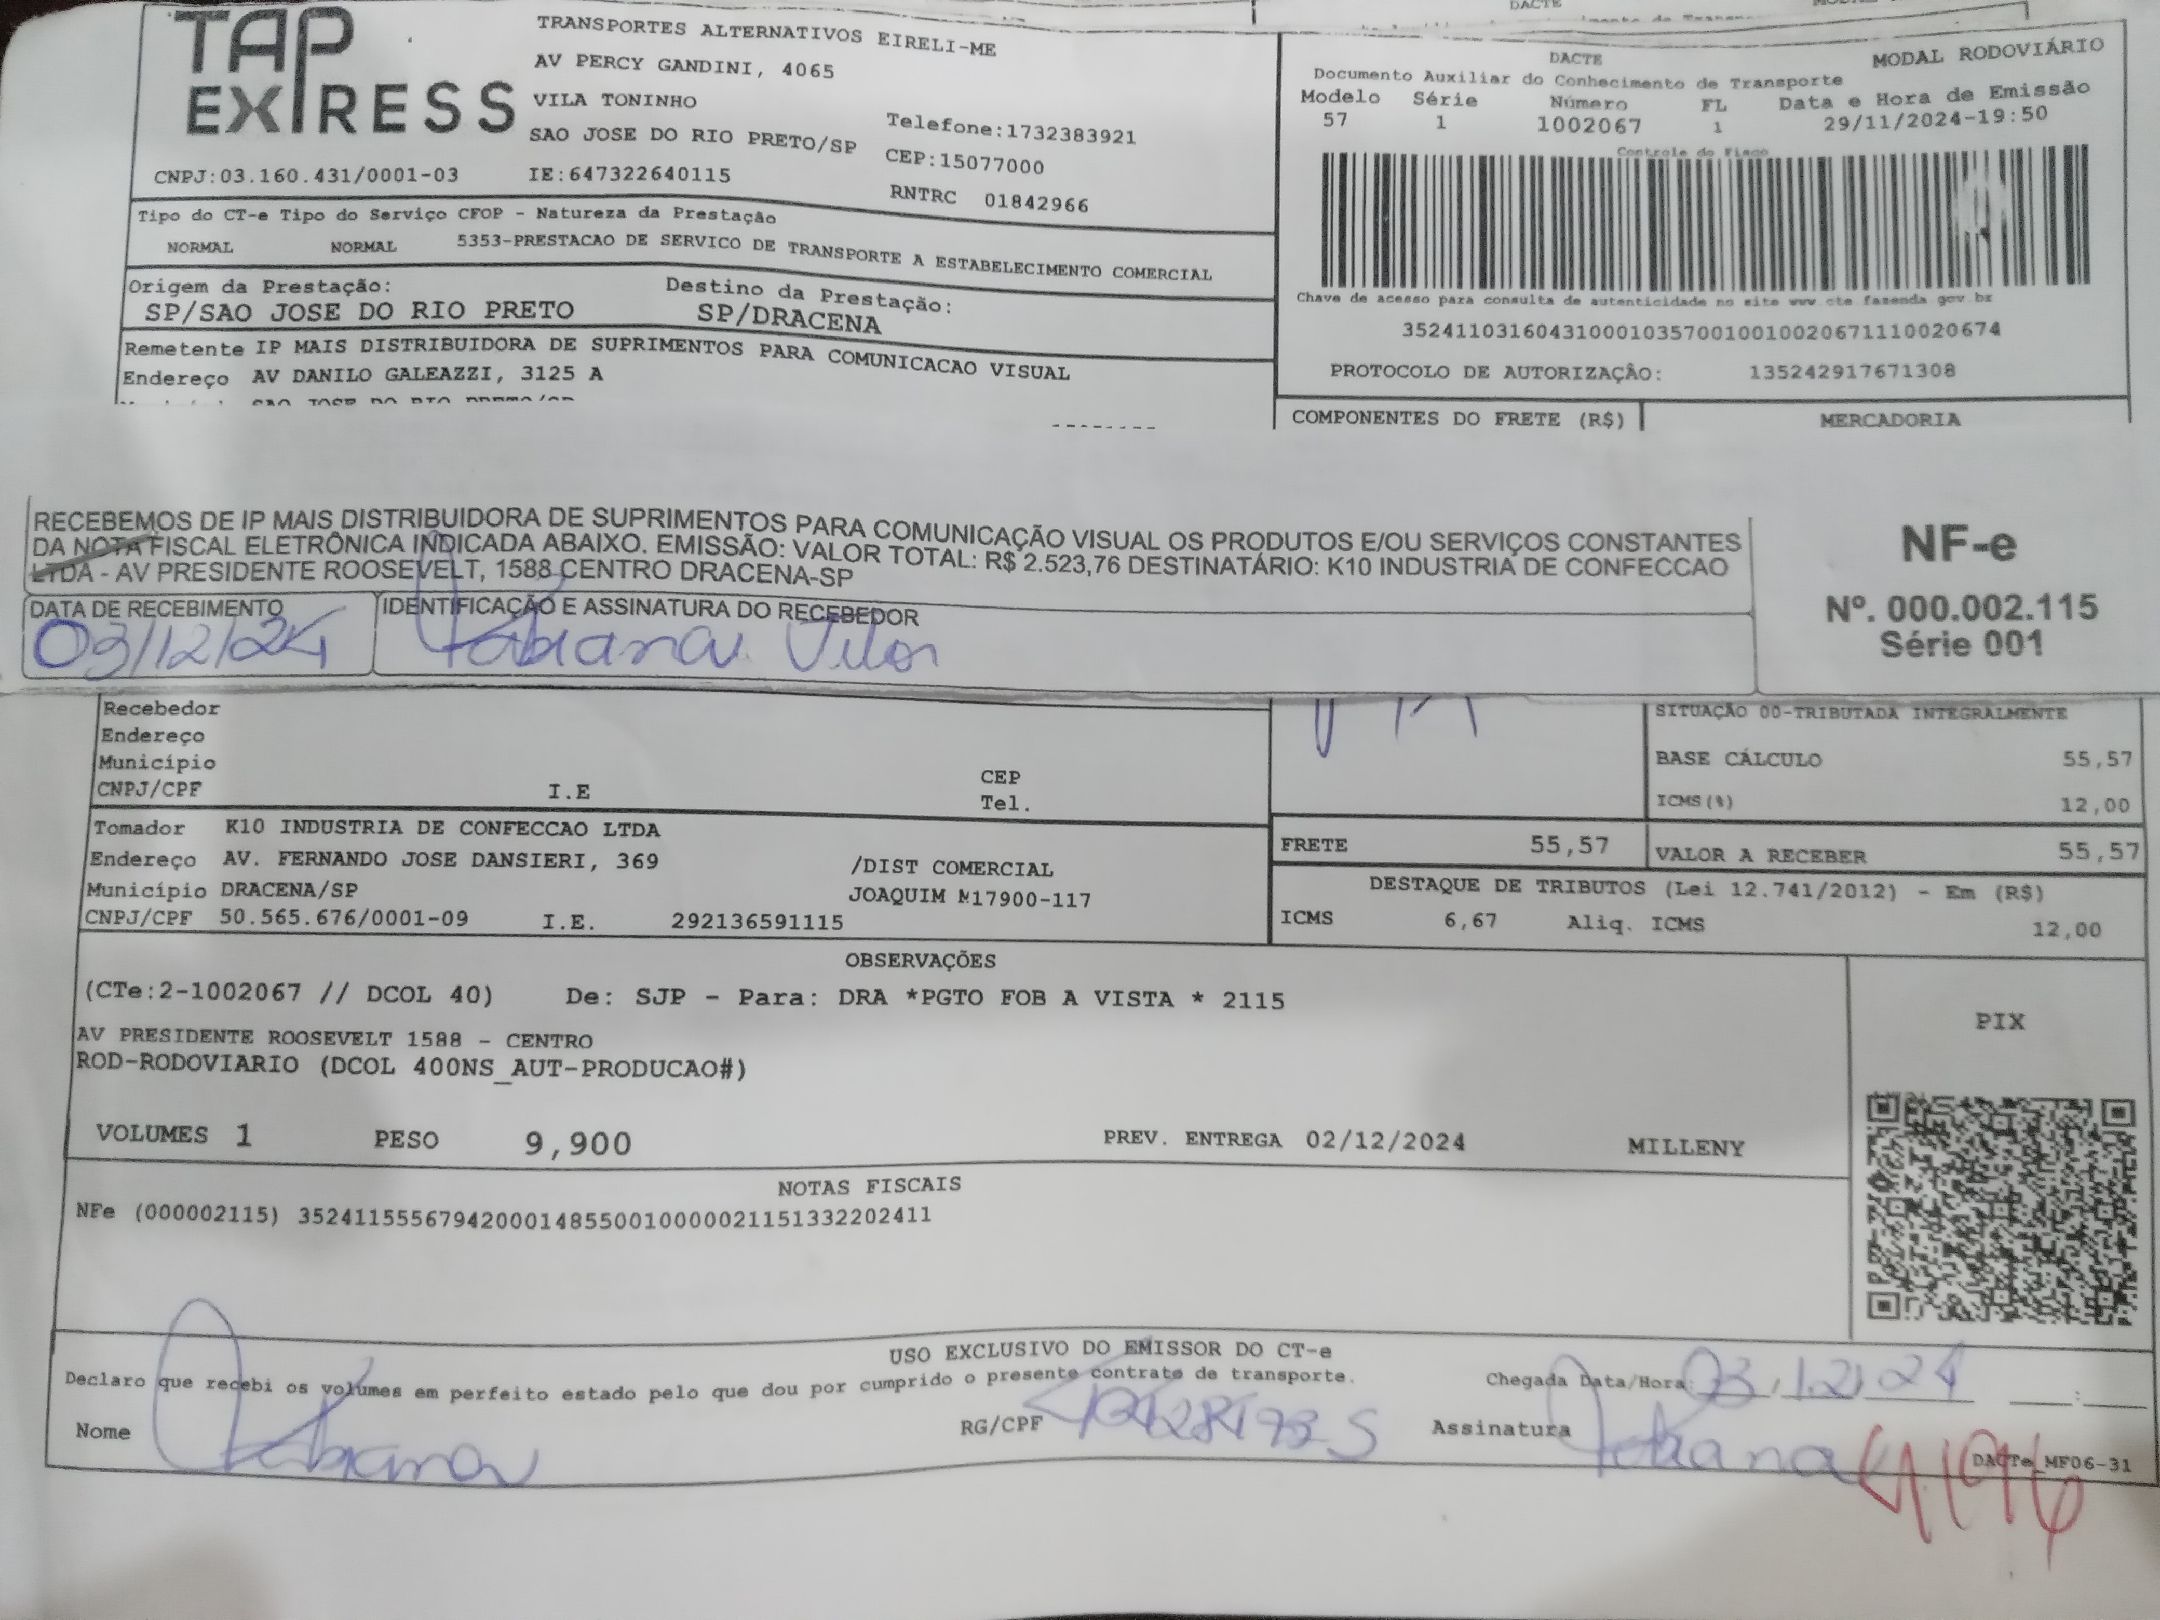 TAP EXPRESS
TRANSPORTES ALTERNATIVOS EIRELI-ME
AV PERCY GANDINI, 4065
VILA TONINHO
SAO JOSE DO RIO PRETO/SP
Telefone:1732383921
CEP:15077000
CNPJ:03.160.431/0001-03 IE:647322640115
RNTRC 01842966
Tipo do CT-e Tipo do Serviço CFOP - Natureza da Prestação
NORMAL NORMAL 5353-PRESTACAO DE SERVICO DE TRANSPORTE A ESTABELECIMENTO COMERCIAL
Origem da Prestação: Destino da Prestação:
SP/SAO JOSE DO RIO PRETO SP/DRACENA
Remetente IP MAIS DISTRIBUIDORA DE SUPRIMENTOS PARA COMUNICACAO VISUAL
Endereço AV DANILO GALEAZZI, 3125 A
DACTE MODAL RODOVIÁRIO
Documento Auxiliar do Conhecimento de Transporte
Modelo Série Número FL Data e Hora de Emissão
57 1 1002067 1 29/11/2024-19:50
Controle do Fisco
Chave de acesso para consulta de autenticidade no site www.cte.fazenda.gov.br
35241103160431000103570010010020671110020674
PROTOCOLO DE AUTORIZAÇÃO: 135242917671308
COMPONENTES DO FRETE (R$) MERCADORIA
RECEBEMOS DE IP MAIS DISTRIBUIDORA DE SUPRIMENTOS PARA COMUNICAÇÃO VISUAL OS PRODUTOS E/OU SERVIÇOS CONSTANTES
DA NOTA FISCAL ELETRÔNICA INDICADA ABAIXO. EMISSÃO: VALOR TOTAL: R$ 2.523,76 DESTINATÁRIO: K10 INDUSTRIA DE CONFECCAO
LTDA - AV PRESIDENTE ROOSEVELT, 1588 CENTRO DRACENA-SP
DATA DE RECEBIMENTO IDENTIFICAÇÃO E ASSINATURA DO RECEBEDOR
03/12/24 Fabiana
NF-e
Nº. 000.002.115
Série 001
Recebedor
Endereço
Município CEP
CNPJ/CPF I.E Tel.
SITUAÇÃO 00-TRIBUTADA INTEGRALMENTE
BASE CÁLCULO 55,57
ICMS(%) 12,00
FRETE 55,57 VALOR A RECEBER 55,57
DESTAQUE DE TRIBUTOS (Lei 12.741/2012) - Em (R$)
ICMS 6,67 Aliq. ICMS 12,00
Tomador K10 INDUSTRIA DE CONFECCAO LTDA
Endereço AV. FERNANDO JOSE DANSIERI, 369 /DIST COMERCIAL
Município DRACENA/SP JOAQUIM M17900-117
CNPJ/CPF 50.565.676/0001-09 I.E. 292136591115
OBSERVAÇÕES
(CTe:2-1002067 // DCOL 40) De: SJP - Para: DRA *PGTO FOB A VISTA * 2115
AV PRESIDENTE ROOSEVELT 1588 - CENTRO
ROD-RODOVIARIO (DCOL 400NS_AUT-PRODUCAO#)
PIX
VOLUMES 1 PESO 9,900 PREV. ENTREGA 02/12/2024 MILLENY
NOTAS FISCAIS
NFe (000002115) 35241155567942000148550010000021151332202411
USO EXCLUSIVO DO EMISSOR DO CT-e
Declaro que recebi os volumes em perfeito estado pelo que dou por cumprido o presente contrato de transporte.
Chegada Data/Hora: 03/12/24 :
Nome Fabiana RG/CPF Assinatura Fabiana
DACTe_MF06-31